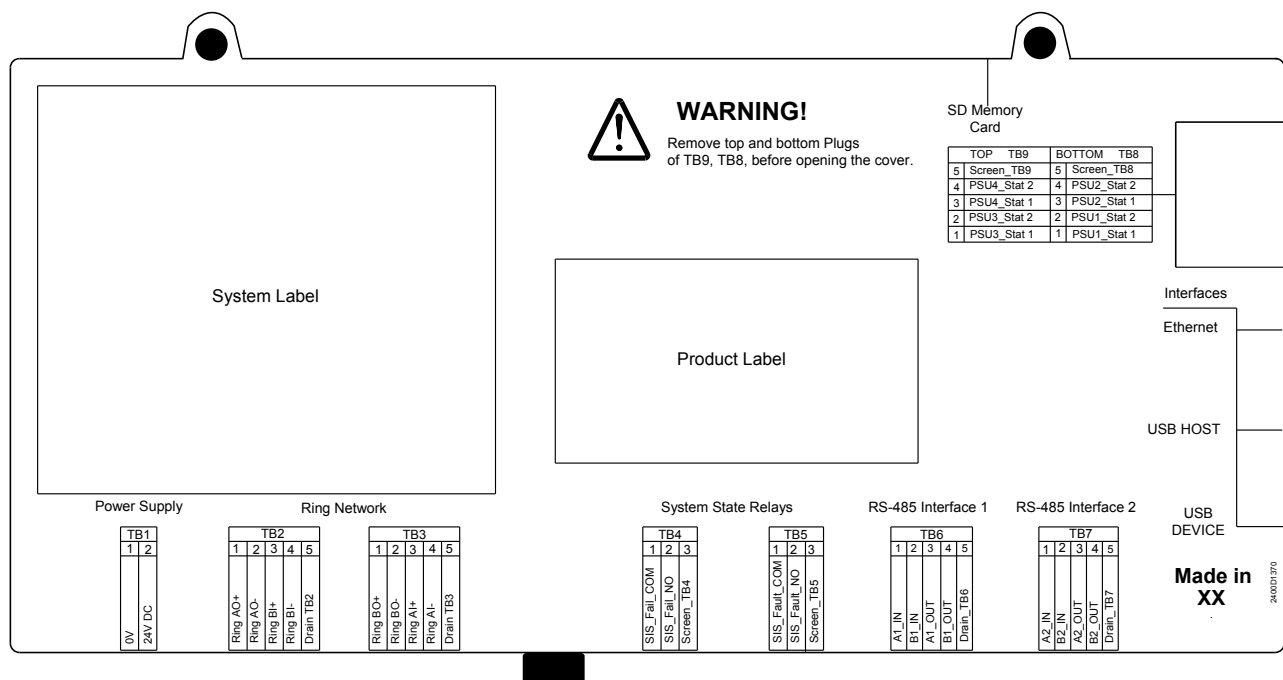 WARNING!
Remove top and bottom Plugs
of TB9, TB8, before opening the cover.
SD Memory
Card
TOP TB9 BOTTOM TB8
5 Screen_TB9 5 Screen_TB8
4 PSU4_Stat 2 4 PSU2_Stat 2
3 PSU4_Stat 1 3 PSU2_Stat 1
2 PSU3_Stat 2 2 PSU1_Stat 2
1 PSU3_Stat 1 1 PSU1_Stat 1
System Label
Product Label
Interfaces
Ethernet
USB HOST
USB
DEVICE
Power Supply
TB1
1 2
0V
24V DC
Ring Network
TB2
1 2 3 4 5
Ring AO+
Ring AO-
Ring BI+
Ring BI-
Drain TB2
TB3
1 2 3 4 5
Ring BO+
Ring BO-
Ring AI+
Ring AI-
Drain TB3
System State Relays
TB4
1 2 3
SIS_Fail_COM
SIS_Fail_NO
Screen_TB4
TB5
1 2 3
SIS_Fault_COM
SIS_Fault_NO
Screen_TB5
RS-485 Interface 1
TB6
1 2 3 4 5
A1_IN
B1_IN
A1_OUT
B1_OUT
Drain_TB6
RS-485 Interface 2
TB7
1 2 3 4 5
A2_IN
B2_IN
A2_OUT
B2_OUT
Drain_TB7
Made in
XX
2400D1370